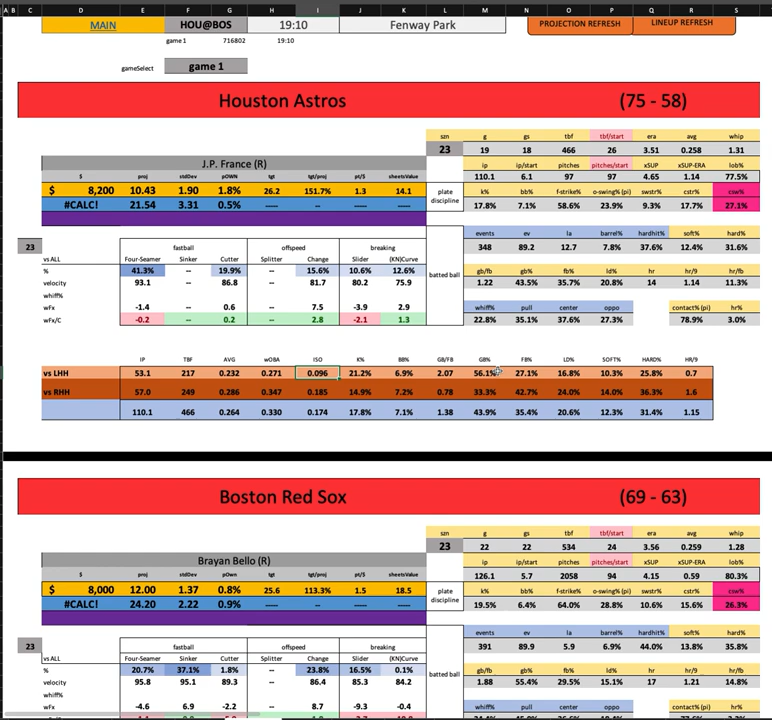 A B C D E F G H I J K L M N O P Q R S
MAIN HOU@BOS 19:10 Fenway Park PROJECTION REFRESH LINEUP REFRESH
game 1 716802 19:10
gameSelect game 1
Houston Astros (75 - 58)
szn g gs tbf tbf/start era avg whip
23 19 18 466 26 3.51 0.258 1.31
J.P. France (R) ip ip/start pitches pitches/start xSUP xSUP-ERA lob%
$ proj stdDev pOWN tgt tgt/proj pt/$ sheetsValue 110.1 6.1 97 97 4.65 1.14 77.5%
$ 8,200 10.43 1.90 1.8% 26.2 151.7% 1.3 14.1 plate discipline k% bb% f-strike% o-swing% (pi) swstr% cstr% csw%
#CALC! 21.54 3.31 0.5% ---- -- -- ---- 17.8% 7.1% 58.6% 23.9% 9.3% 17.7% 27.1%
events ev la barrel% hardhit% soft% hard%
23 fastball offspeed breaking 348 89.2 12.7 7.8% 37.6% 12.4% 31.6%
vs ALL Four-Seamer Sinker Cutter Splitter Change Slider (KN)Curve
% 41.3% -- 19.9% -- 15.6% 10.6% 12.6% batted ball gb/fb gb% fb% ld% hr hr/9 hr/fb
velocity 93.1 -- 86.8 -- 81.7 80.2 75.9 1.22 43.5% 35.7% 20.8% 14 1.14 11.3%
whiff%
wFx -1.4 -- 0.6 -- 7.5 -3.9 2.9 whiff% pull center oppo contact% (pi) hr%
wFx/C -0.2 -- 0.2 -- 2.8 -2.1 1.3 22.8% 35.1% 37.6% 27.3% 78.9% 3.0%
IP TBF AVG wOBA ISO K% BB% GB/FB GB% FB% LD% SOFT% HARD% HR/9
vs LHH 53.1 217 0.232 0.271 0.096 21.2% 6.9% 2.07 56.1% 27.1% 16.8% 10.3% 25.8% 0.7
vs RHH 57.0 249 0.286 0.347 0.185 14.9% 7.2% 0.78 33.3% 42.7% 24.0% 14.0% 36.3% 1.6
110.1 466 0.264 0.330 0.174 17.8% 7.1% 1.38 43.9% 35.4% 20.6% 12.3% 31.4% 1.15
Boston Red Sox (69 - 63)
szn g gs tbf tbf/start era avg whip
23 22 22 534 24 3.56 0.259 1.28
Brayan Bello (R) ip ip/start pitches pitches/start xSUP xSUP-ERA lob%
$ proj stdDev pOwn tgt tgt/proj pt/$ sheetsValue 126.1 5.7 2058 94 4.15 0.59 80.3%
$ 8,000 12.00 1.37 0.8% 25.6 113.3% 1.5 18.5 plate discipline k% bb% f-strike% o-swing% (pi) swstr% cstr% csw%
#CALC! 24.20 2.22 0.9% ---- -- -- ---- 19.5% 6.4% 64.0% 28.8% 10.6% 15.6% 26.3%
events ev la barrel% hardhit% soft% hard%
23 fastball offspeed breaking 391 89.9 5.9 6.9% 44.0% 13.8% 35.8%
vs ALL Four-Seamer Sinker Cutter Splitter Change Slider (KN)Curve
% 20.7% 37.1% 1.8% -- 23.8% 16.5% 0.1% batted ball gb/fb gb% fb% ld% hr hr/9 hr/fb
velocity 95.8 95.1 89.3 -- 86.4 85.3 84.2 1.88 55.4% 29.5% 15.1% 17 1.21 14.8%
whiff%
wFx -4.6 6.9 -2.2 -- 8.7 -9.3 -0.4 whiff% pull center oppo contact% (pi) hr%